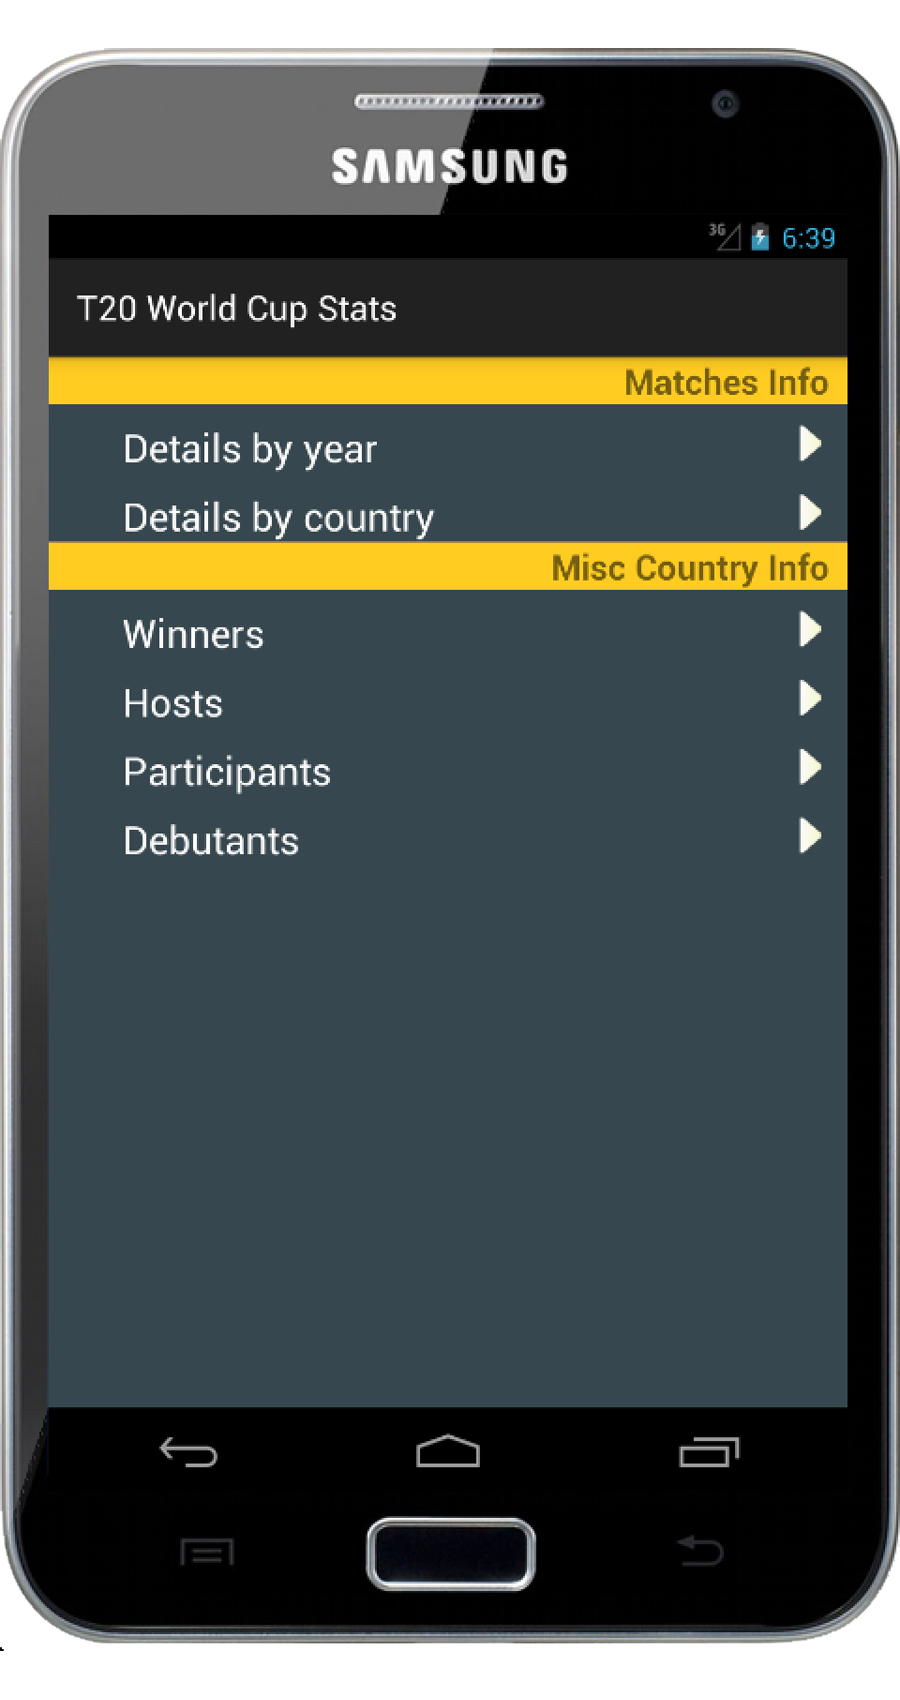 SAMSUNG
3G 6:39
T20 World Cup Stats
Matches Info
Details by year
Details by country
Misc Country Info
Winners
Hosts
Participants
Debutants